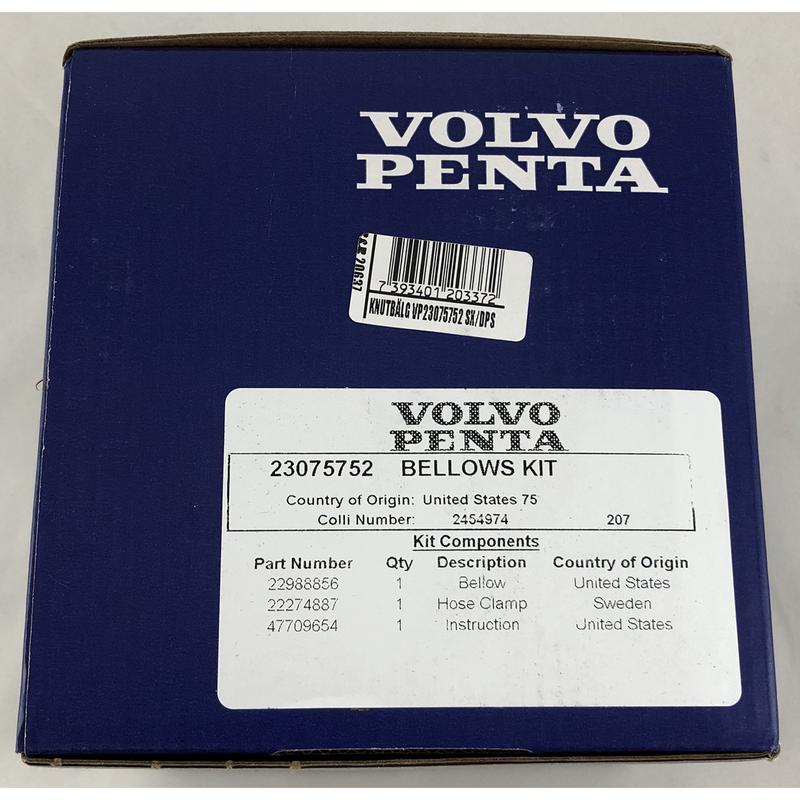 VOLVO
PENTA
20637
7 393401 203372
KNUTBÄLG VP23075752 SX/DPS
VOLVO
PENTA
23075752 BELLOWS KIT
Country of Origin: United States 75
Colli Number: 2454974 207
Kit Components
Part Number Qty Description Country of Origin
22988856 1 Bellow United States
22274887 1 Hose Clamp Sweden
47709654 1 Instruction United States